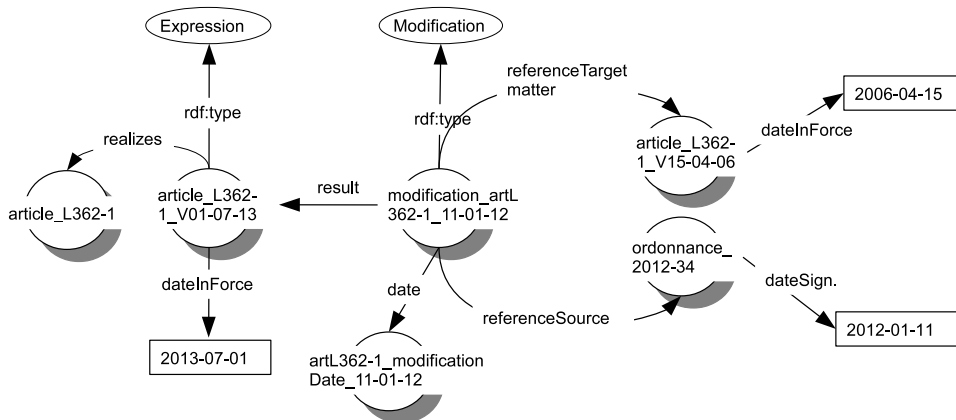 Expression
Modification
referenceTarget
matter
2006-04-15
rdf:type
rdf:type
dateInForce
realizes
article_L362-
1_V15-04-06
article_L362-1
article_L362-
1_V01-07-13
result
modification_artL
362-1_11-01-12
ordonnance_
2012-34
dateInForce
date
referenceSource
dateSign.
2013-07-01
artL362-1_modification
Date_11-01-12
2012-01-11